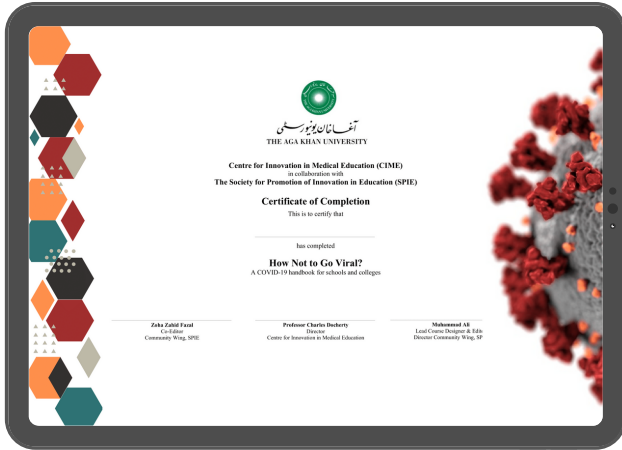 آغا خان یونیورسٹی
THE AGA KHAN UNIVERSITY
Centre for Innovation in Medical Education (CIME)
in collaboration with
The Society for Promotion of Innovation in Education (SPIE)
Certificate of Completion
This is to certify that
has completed
How Not to Go Viral?
A COVID-19 handbook for schools and colleges
Zoha Zahid Fazal
Co-Editor
Community Wing, SPIE
Professor Charles Docherty
Director
Centre for Innovation in Medical Education
Muhammad Ali
Lead Course Designer & Edit
Director Community Wing, SP